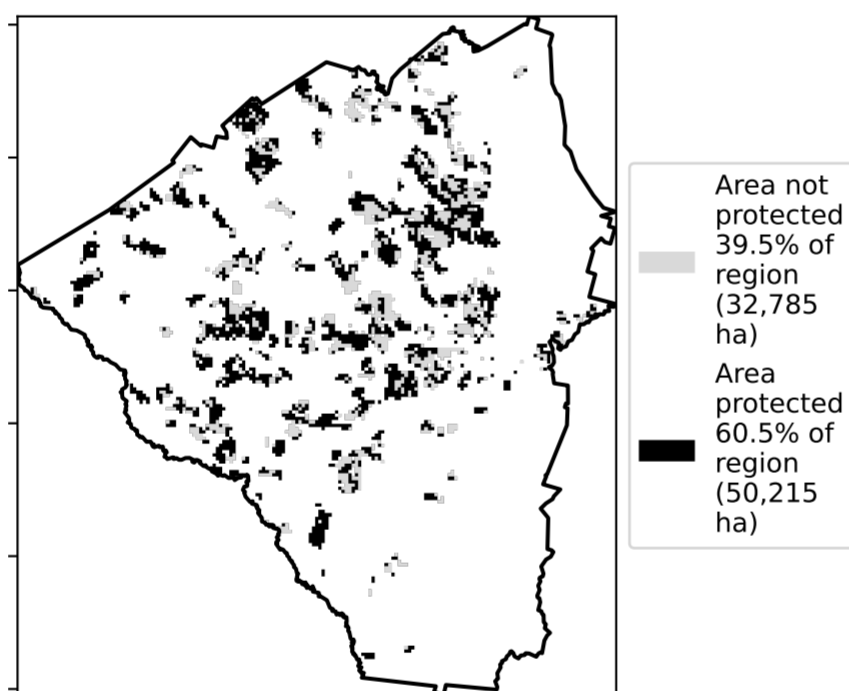 Area not
protected
39.5% of
region
(32,785
ha)
Area
protected
60.5% of
region
(50,215
ha)